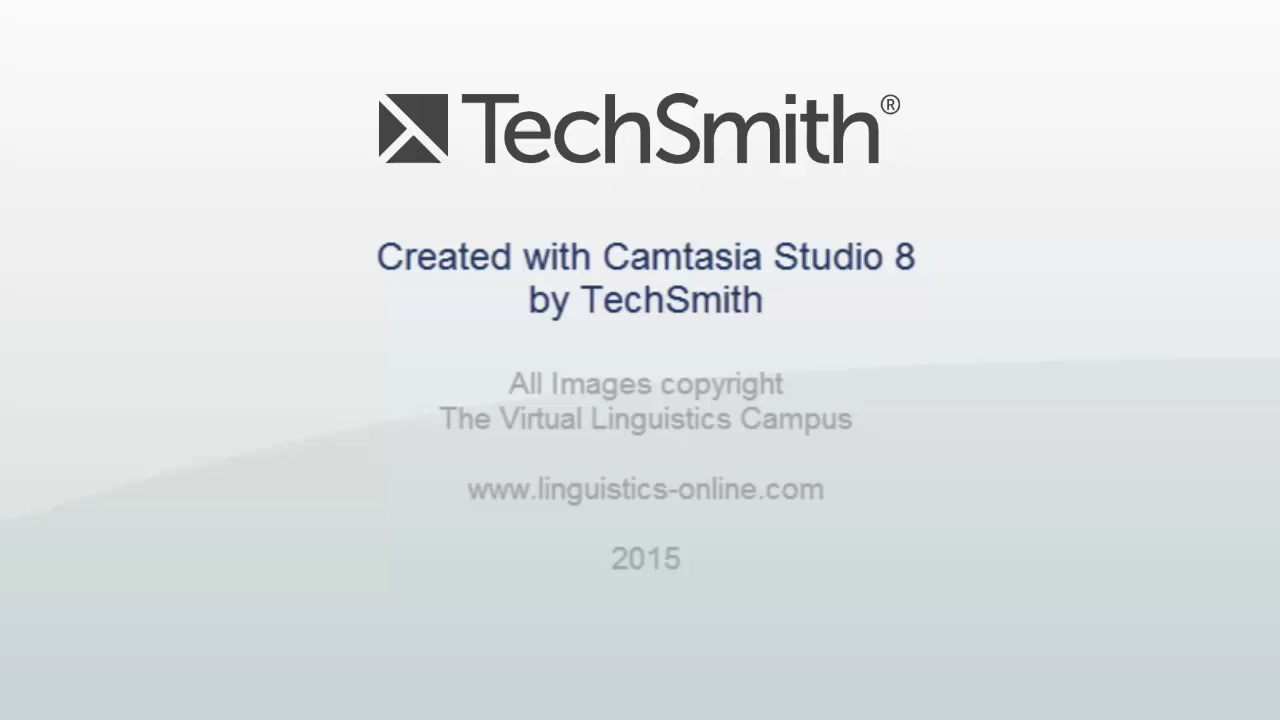 TechSmith®
Created with Camtasia Studio 8
by TechSmith
All Images copyright
The Virtual Linguistics Campus
www.linguistics-online.com
2015